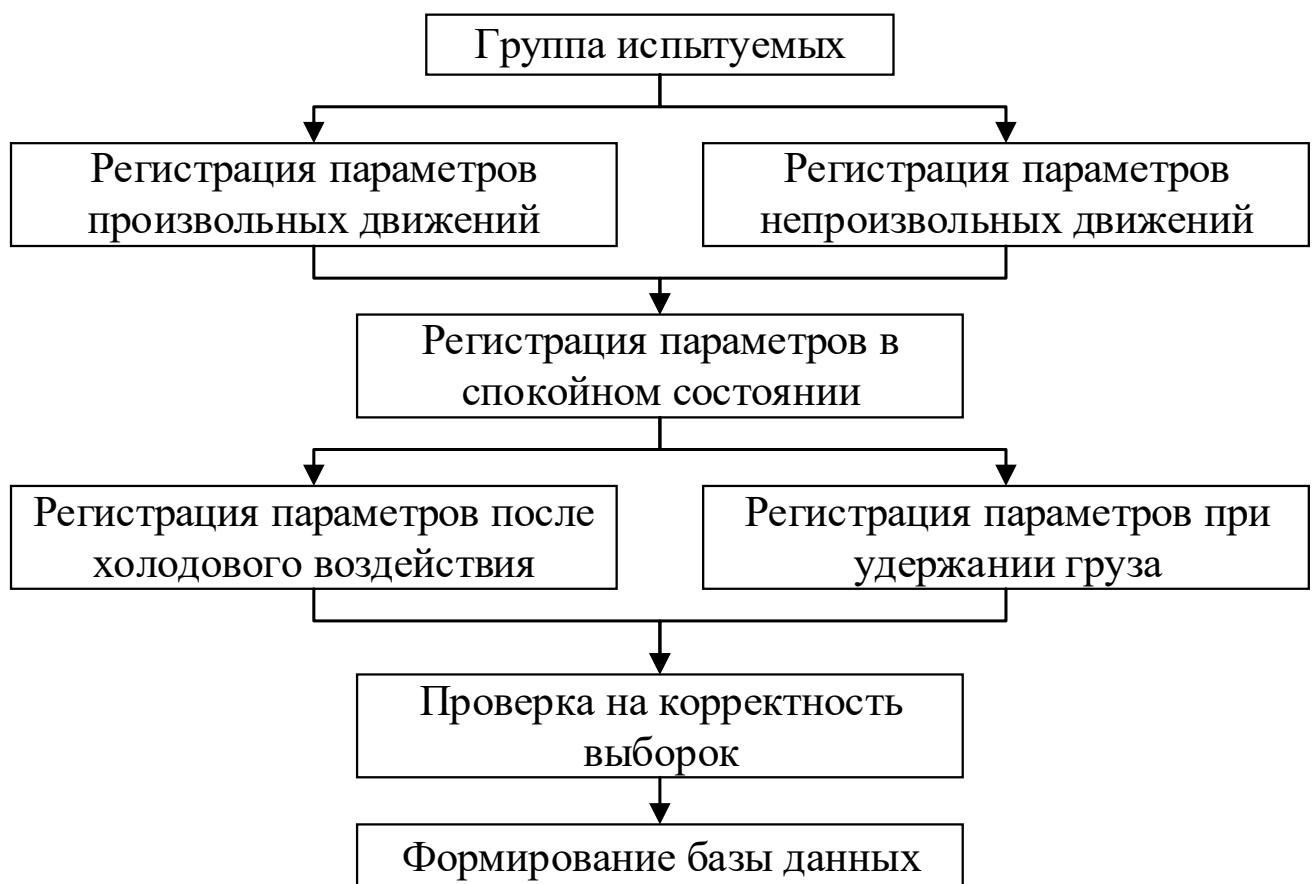 Группа испытуемых
Регистрация параметров
произвольных движений
Регистрация параметров
непроизвольных движений
Регистрация параметров в
спокойном состоянии
Регистрация параметров после
холодового воздействия
Регистрация параметров при
удержании груза
Проверка на корректность
выборок
Формирование базы данных